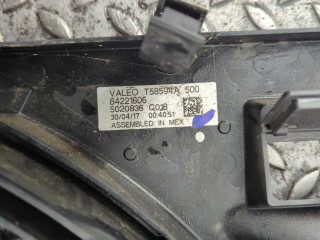 VALEO T58594A 500
84221606
5020836 G038
30/04/17 00:40:51
ASSEMBLED IN MEX